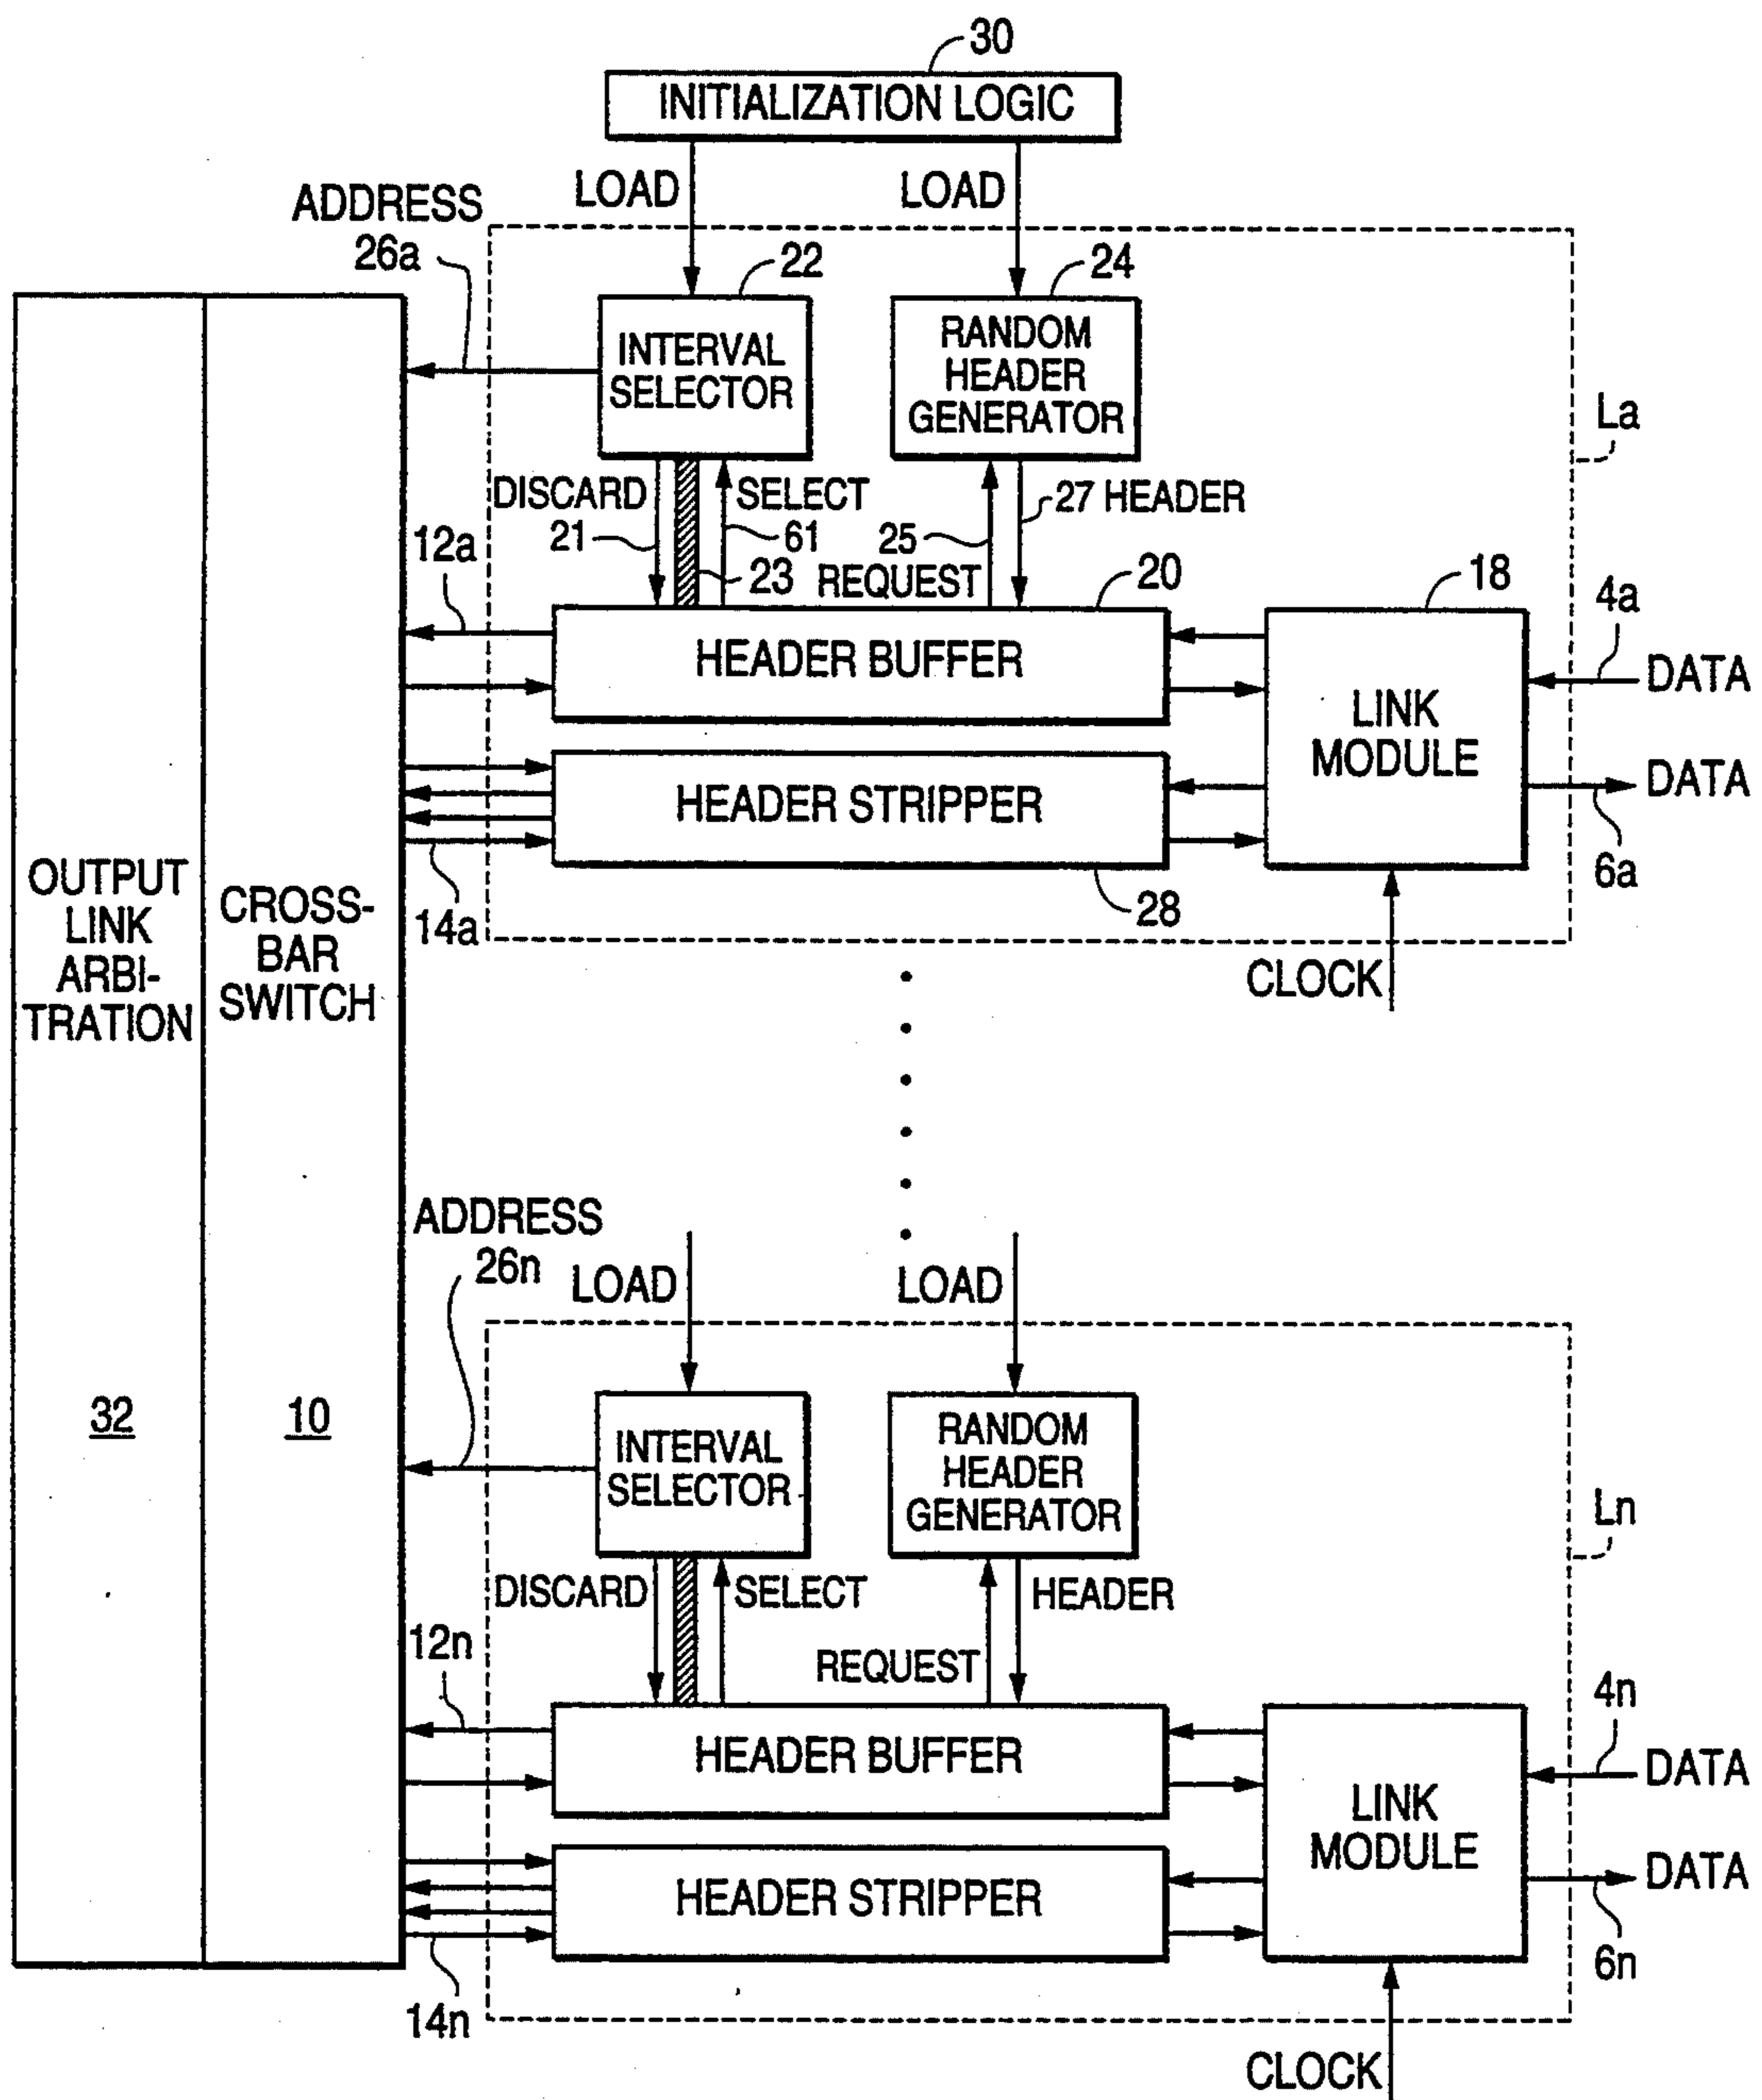 30
INITIALIZATION LOGIC
LOAD
LOAD
ADDRESS
26a
22
24
INTERVAL
SELECTOR
RANDOM
HEADER
GENERATOR
La
DISCARD
21
SELECT
61
23
25
REQUEST
27 HEADER
12a
20
18
4a
HEADER BUFFER
DATA
LINK
MODULE
HEADER STRIPPER
DATA
6a
14a
28
CLOCK
OUTPUT
LINK
ARBI-
TRATION
CROSS-
BAR
SWITCH
32
10
ADDRESS
26n
LOAD
LOAD
INTERVAL
SELECTOR
RANDOM
HEADER
GENERATOR
Ln
DISCARD
SELECT
HEADER
REQUEST
12n
4n
HEADER BUFFER
DATA
LINK
MODULE
HEADER STRIPPER
DATA
6n
14n
CLOCK